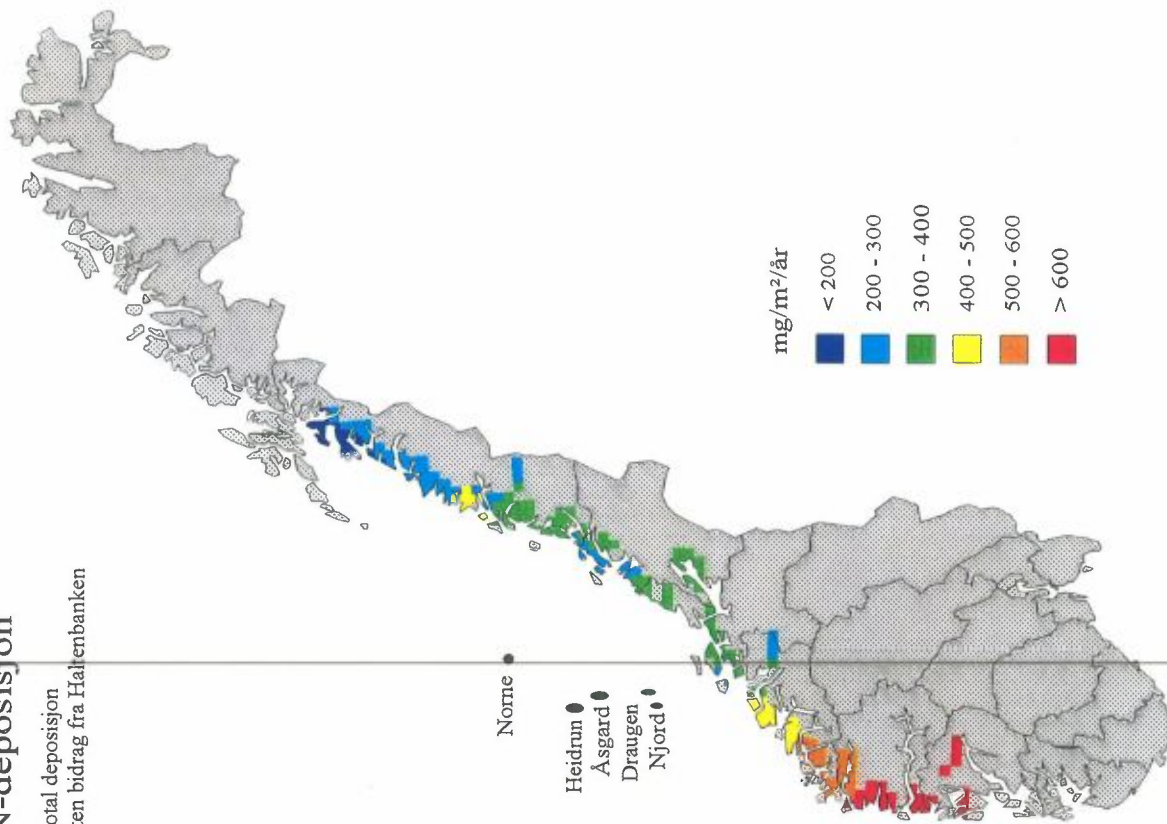 N-deposisjon
otal deposisjon
ten bidrag fra Haltenbanken
Norne
Heidrun
Åsgard
Draugen
Njord
mg/m²/år
< 200
200 - 300
300 - 400
400 - 500
500 - 600
> 600